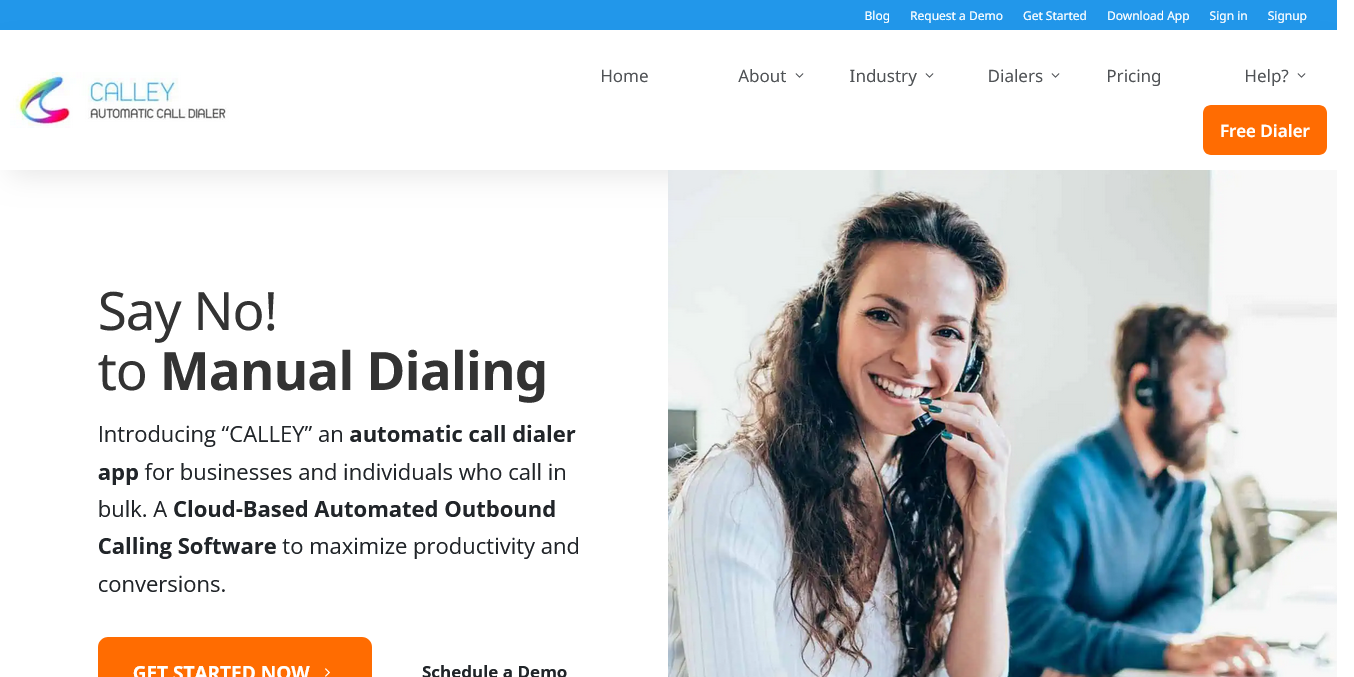 Blog Request a Demo Get Started Download App Sign in Signup
Home About Industry Dialers Pricing Help?
CALLEY
AUTOMATIC CALL DIALER
Free Dialer
Say No!
to Manual Dialing
Introducing “CALLEY” an automatic call dialer
app for businesses and individuals who call in
bulk. A Cloud-Based Automated Outbound
Calling Software to maximize productivity and
conversions.
GET STARTED NOW Schedule a Demo